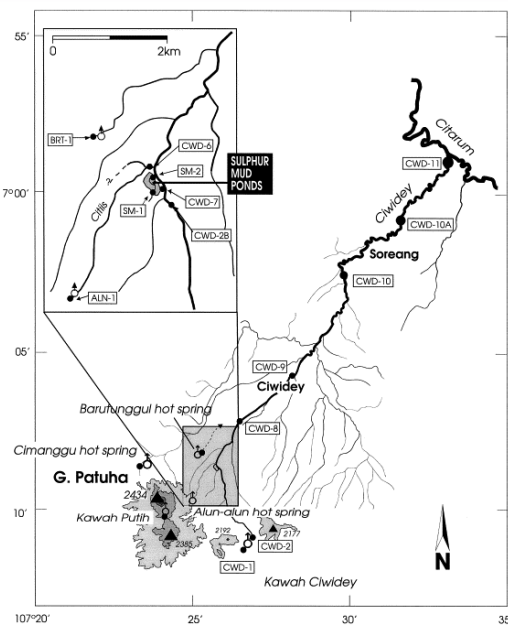 55'
0
2km
BRT-1
CWD-6
SM-2
SULPHUR
MUD
PONDS
?
Citiis
SM-1
CWD-7
CWD-2B
ALN-1
Citarum
CWD-11
7°00'
Ciwidey
CWD-10A
Soreang
CWD-10
05'
CWD-9
Ciwidey
Barutunggul hot spring
CWD-8
Cimanggu hot spring
G. Patuha
2434
10'
Kawah Putih
Alun-alun hot spring
2385
2192
2177
CWD-2
CWD-1
Kawah Ciwidey
N
107°20'
25'
30'
35